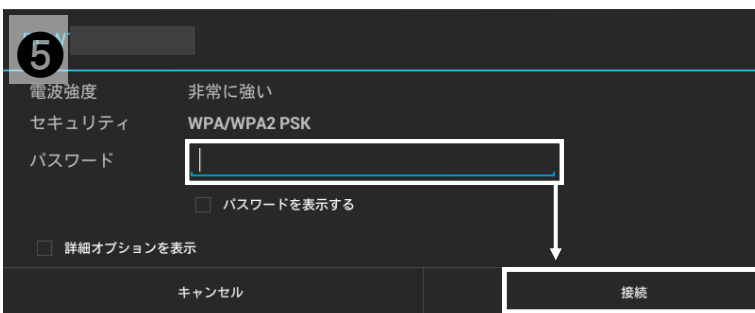 ❺
電波強度 非常に強い
セキュリティ WPA/WPA2 PSK
パスワード
パスワードを表示する
詳細オプションを表示
キャンセル 接続